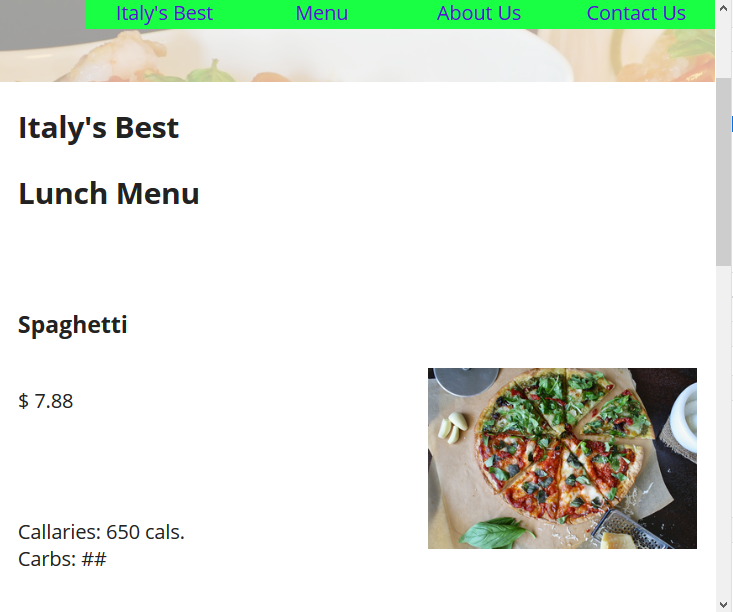 Italy's Best Menu About Us Contact Us
Italy's Best
Lunch Menu
Spaghetti
$ 7.88
Callaries: 650 cals.
Carbs: ##